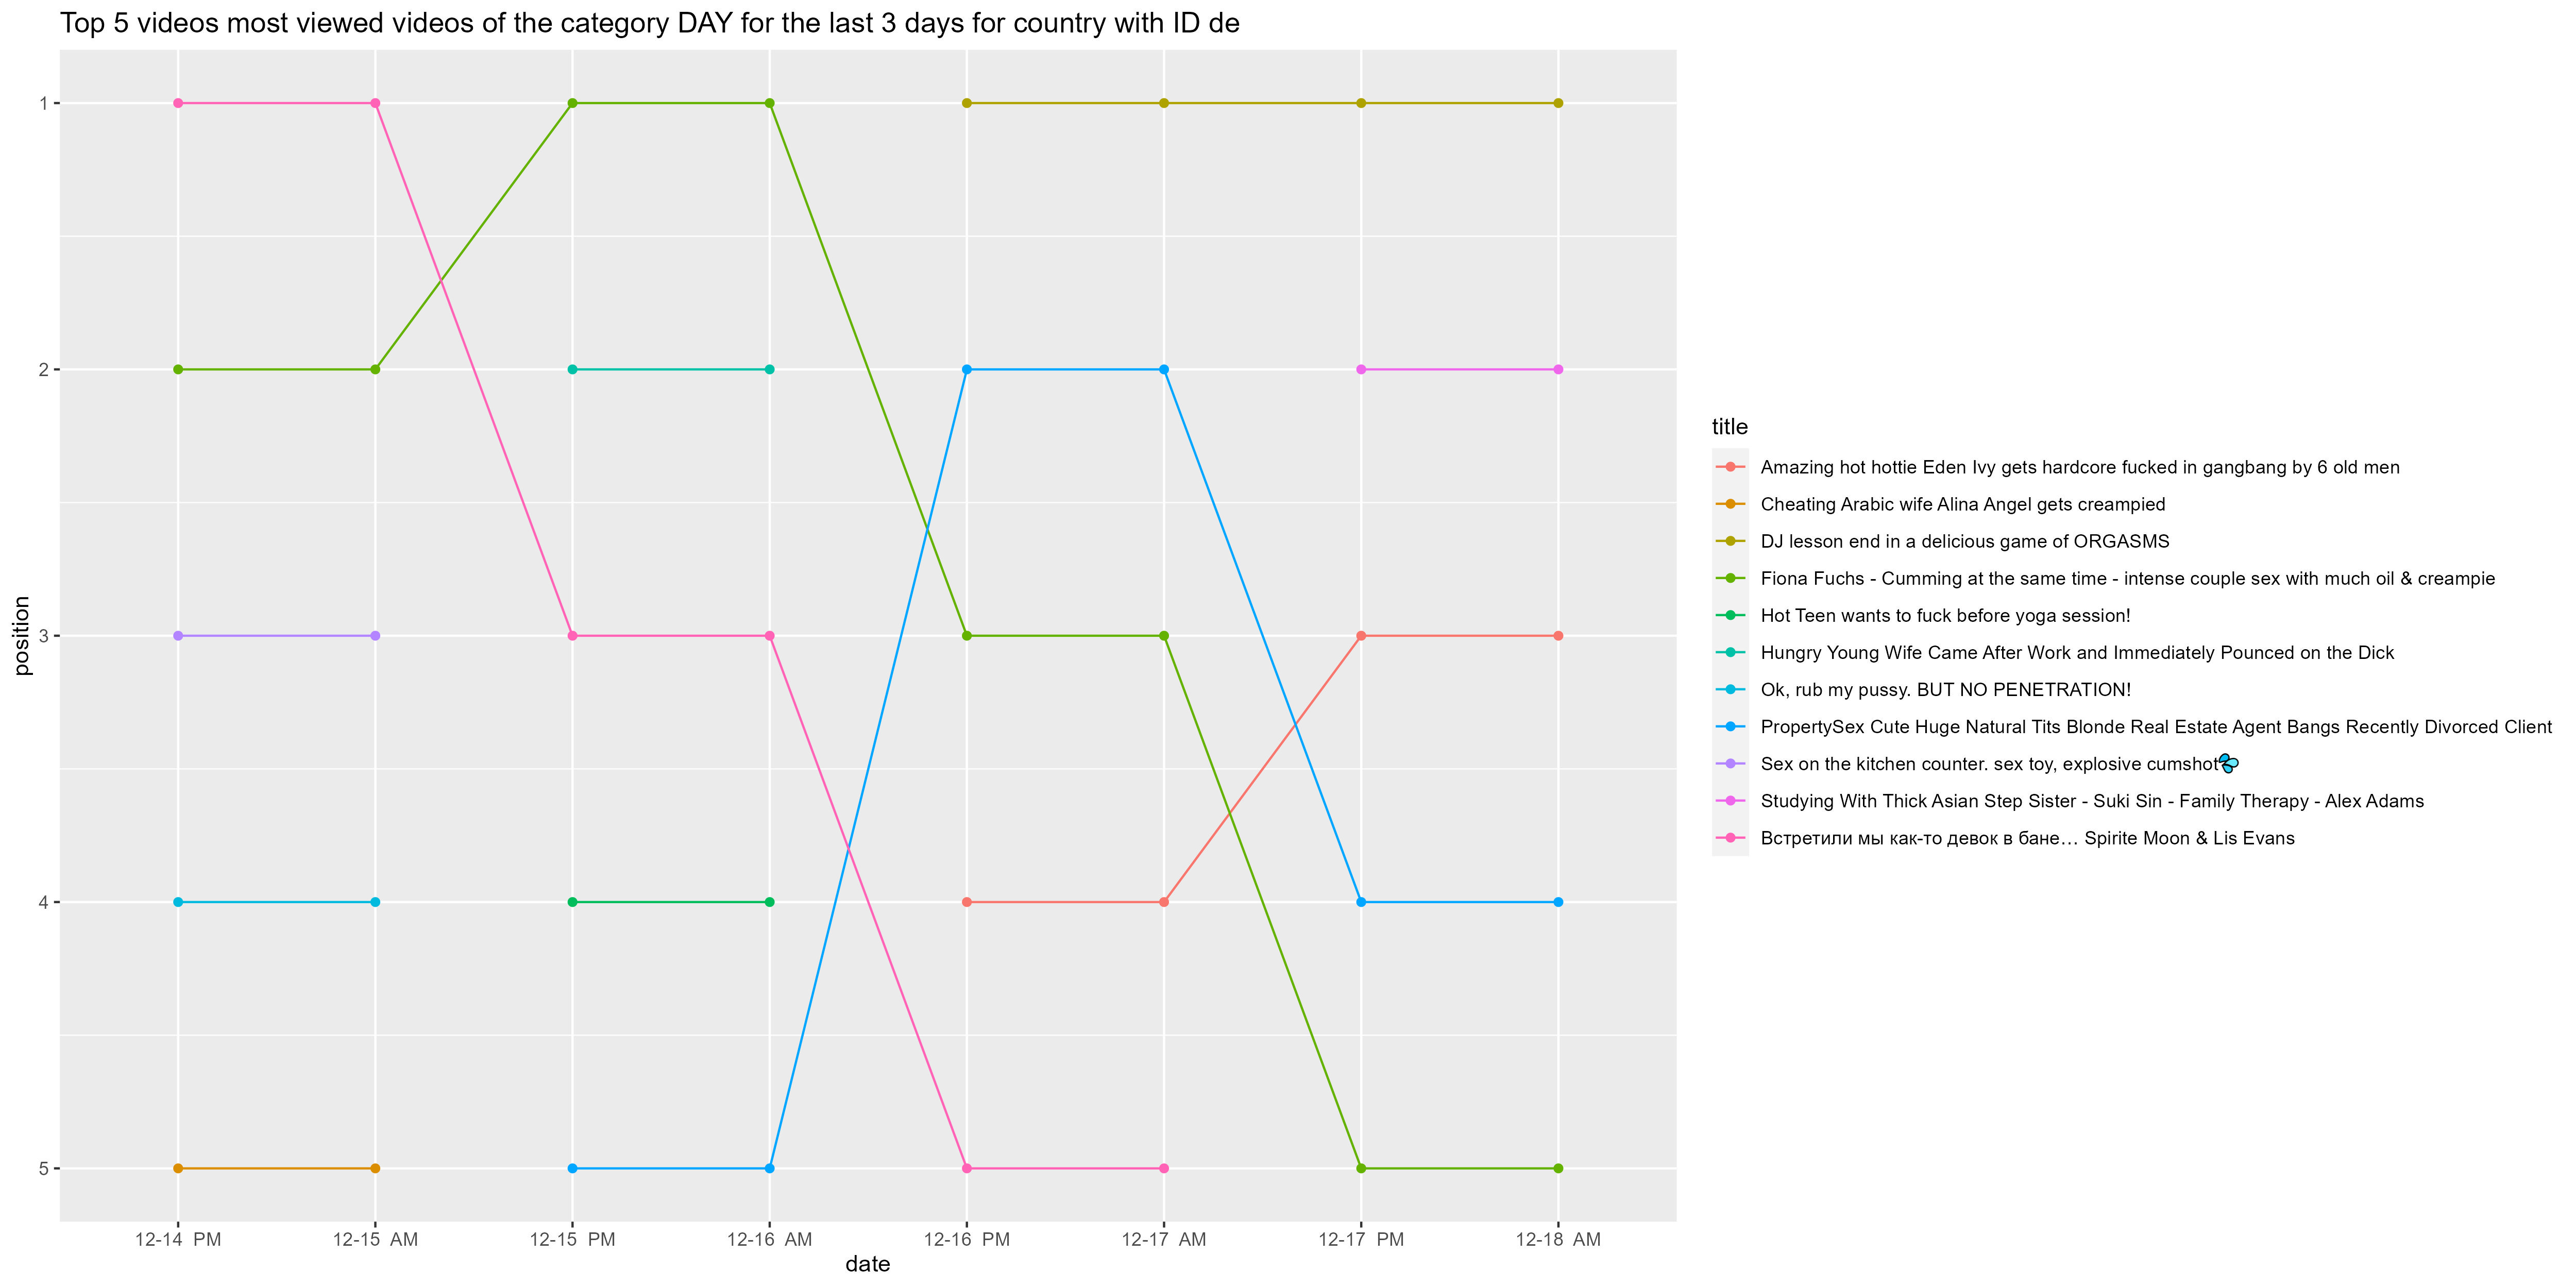 Top 5 videos most viewed videos of the category DAY for the last 3 days for country with ID de
position
1
2
3
4
5
12-14 PM
12-15 AM
12-15 PM
12-16 AM
12-16 PM
12-17 AM
12-17 PM
12-18 AM
date
title
Amazing hot hottie Eden Ivy gets hardcore fucked in gangbang by 6 old men
Cheating Arabic wife Alina Angel gets creampied
DJ lesson end in a delicious game of ORGASMS
Fiona Fuchs - Cumming at the same time - intense couple sex with much oil & creampie
Hot Teen wants to fuck before yoga session!
Hungry Young Wife Came After Work and Immediately Pounced on the Dick
Ok, rub my pussy. BUT NO PENETRATION!
PropertySex Cute Huge Natural Tits Blonde Real Estate Agent Bangs Recently Divorced Client
Sex on the kitchen counter. sex toy, explosive cumshot💦
Studying With Thick Asian Step Sister - Suki Sin - Family Therapy - Alex Adams
Встретили мы как-то девок в бане… Spirite Moon & Lis Evans